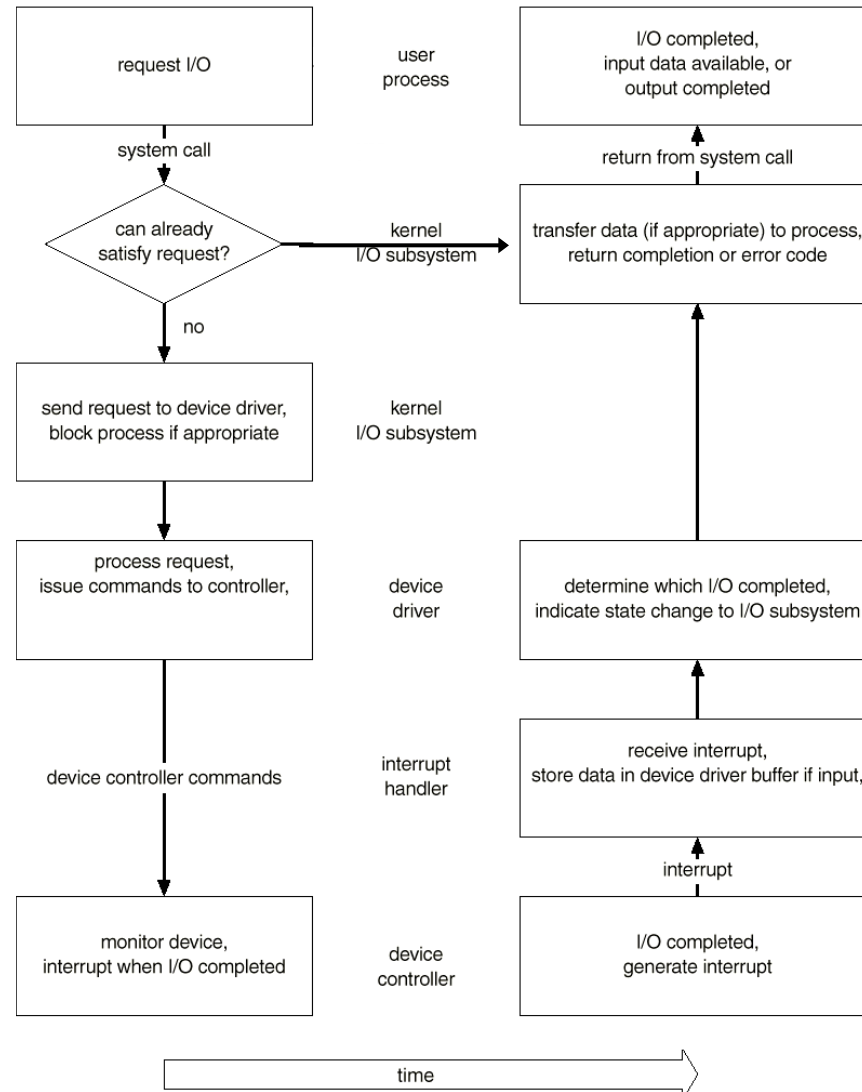 request I/O
user
process
I/O completed,
input data available, or
output completed
system call
return from system call
can already
satisfy request?
kernel
I/O subsystem
transfer data (if appropriate) to process,
return completion or error code
no
send request to device driver,
block process if appropriate
kernel
I/O subsystem
process request,
issue commands to controller,
device
driver
determine which I/O completed,
indicate state change to I/O subsystem
device controller commands
interrupt
handler
receive interrupt,
store data in device driver buffer if input,
interrupt
monitor device,
interrupt when I/O completed
device
controller
I/O completed,
generate interrupt
time